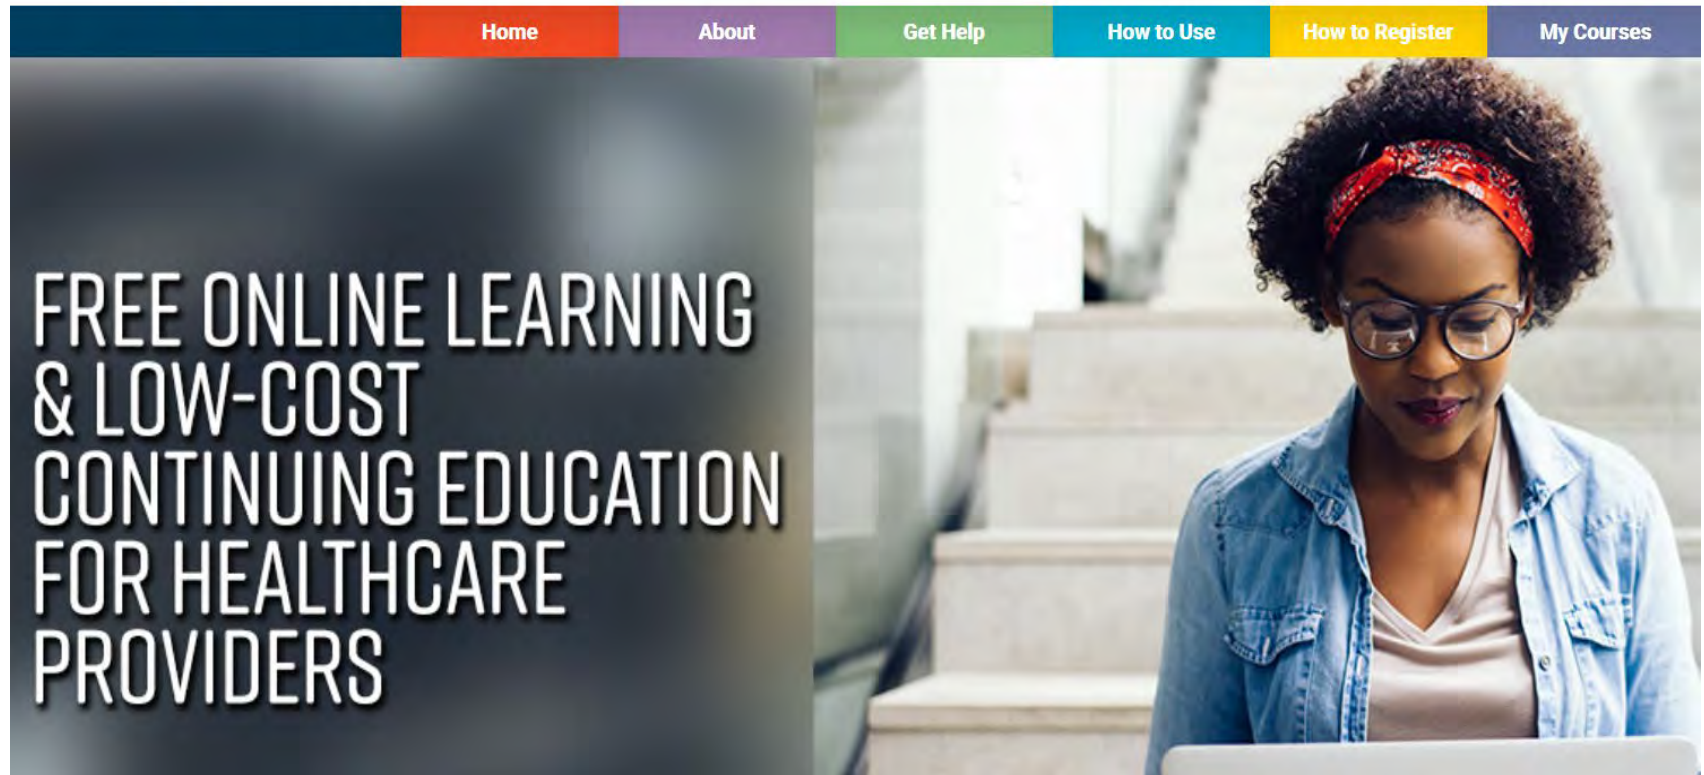 Home About Get Help How to Use How to Register My Courses
FREE ONLINE LEARNING
& LOW-COST
CONTINUING EDUCATION
FOR HEALTHCARE
PROVIDERS